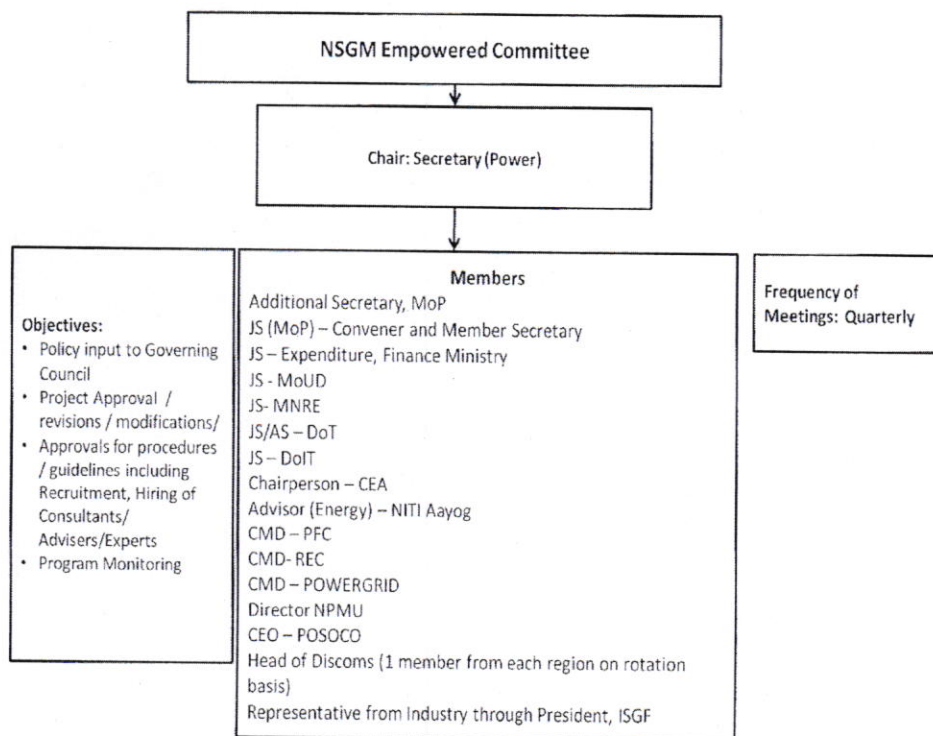 NSGM Empowered Committee
Chair: Secretary (Power)
Objectives:
• Policy input to Governing
Council
• Project Approval /
revisions / modifications/
• Approvals for procedures
/ guidelines including
Recruitment, Hiring of
Consultants/
Advisers/Experts
• Program Monitoring
Members
Additional Secretary, MoP
JS (MoP) – Convener and Member Secretary
JS – Expenditure, Finance Ministry
JS - MoUD
JS- MNRE
JS/AS – DoT
JS – DoIT
Chairperson – CEA
Advisor (Energy) – NITI Aayog
CMD – PFC
CMD- REC
CMD – POWERGRID
Director NPMU
CEO – POSOCO
Head of Discoms (1 member from each region on rotation
basis)
Representative from Industry through President, ISGF
Frequency of
Meetings: Quarterly